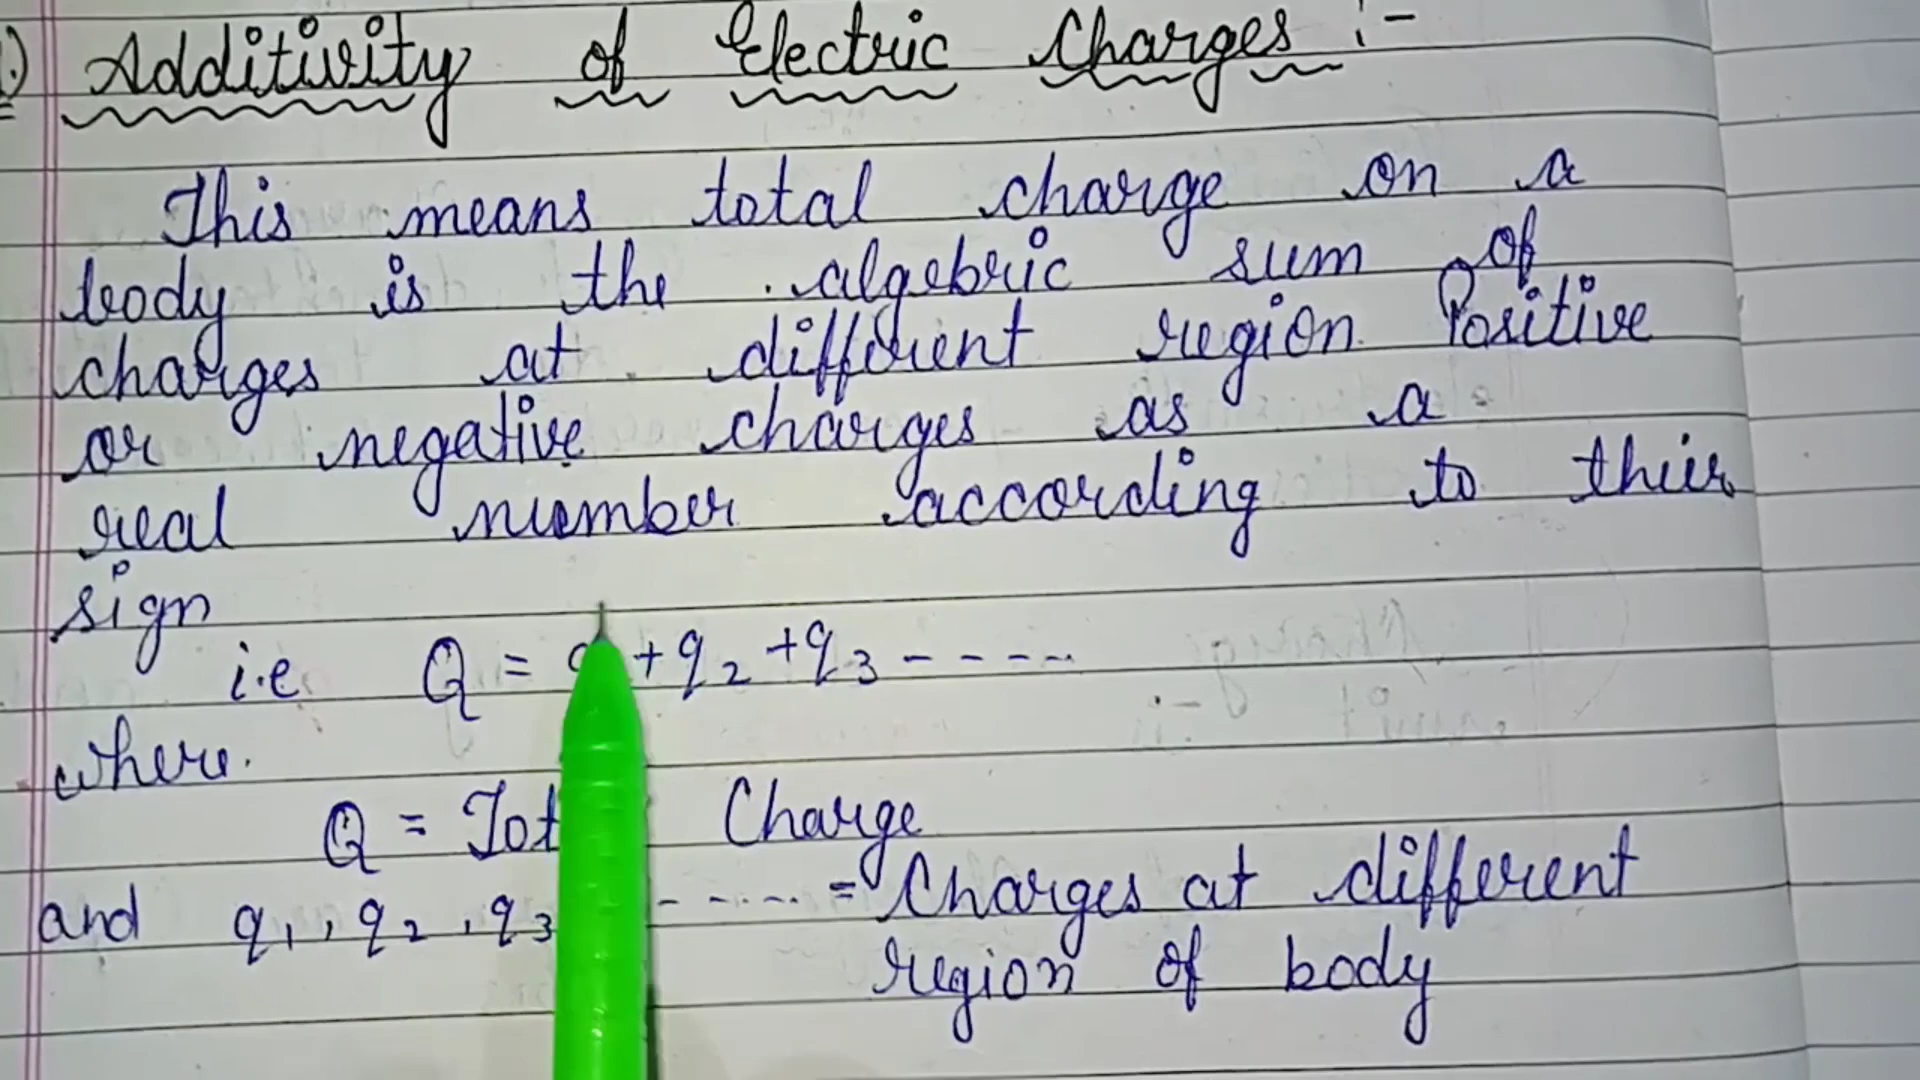 Additivity of Electric Charges :-
This means total charge on a
body is the algebric sum of
charges at different region Positive
or negative charges as a
real number according to thier
sign
i.e Q = + q2 + q3 - - - - -
where.
Q = Charge
and q1, q2, q3 - - - - - = Charges at different
region of body